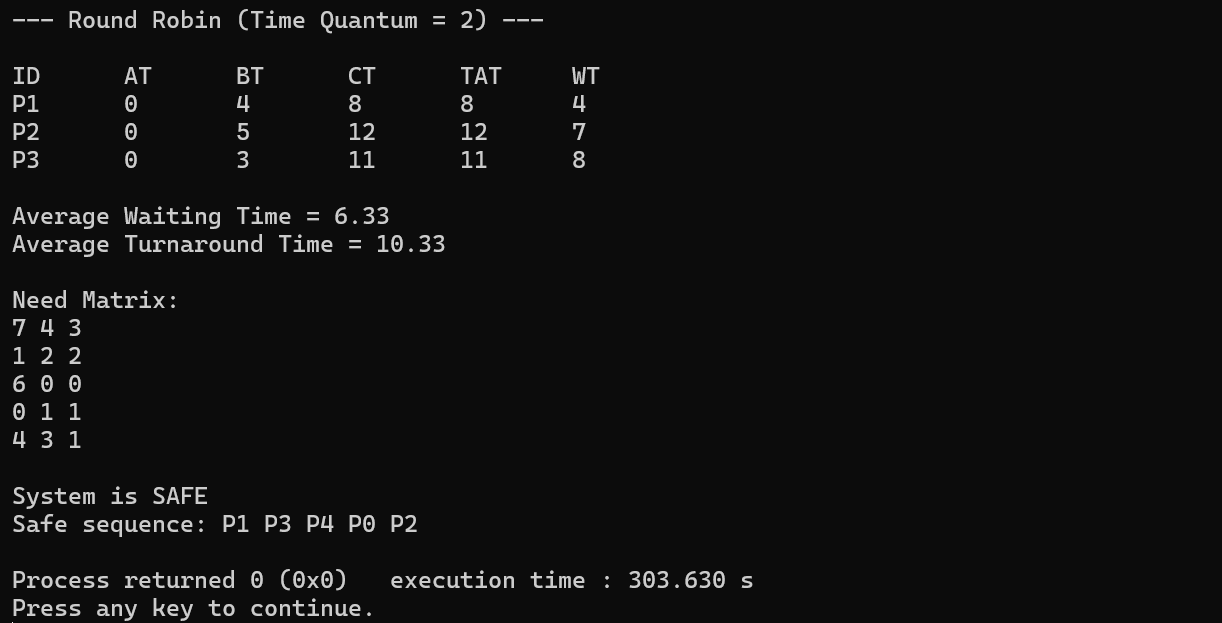 --- Round Robin (Time Quantum = 2) ---
ID AT BT CT TAT WT
P1 0 4 8 8 4
P2 0 5 12 12 7
P3 0 3 11 11 8
Average Waiting Time = 6.33
Average Turnaround Time = 10.33
Need Matrix:
7 4 3
1 2 2
6 0 0
0 1 1
4 3 1
System is SAFE
Safe sequence: P1 P3 P4 P0 P2
Process returned 0 (0x0)   execution time : 303.630 s
Press any key to continue.